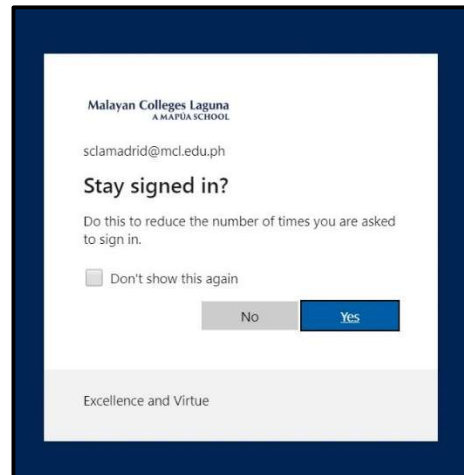 Malayan Colleges Laguna
A MAPÚA SCHOOL
sclamadrid@mcl.edu.ph
Stay signed in?
Do this to reduce the number of times you are asked
to sign in.
Don't show this again
No Yes
Excellence and Virtue